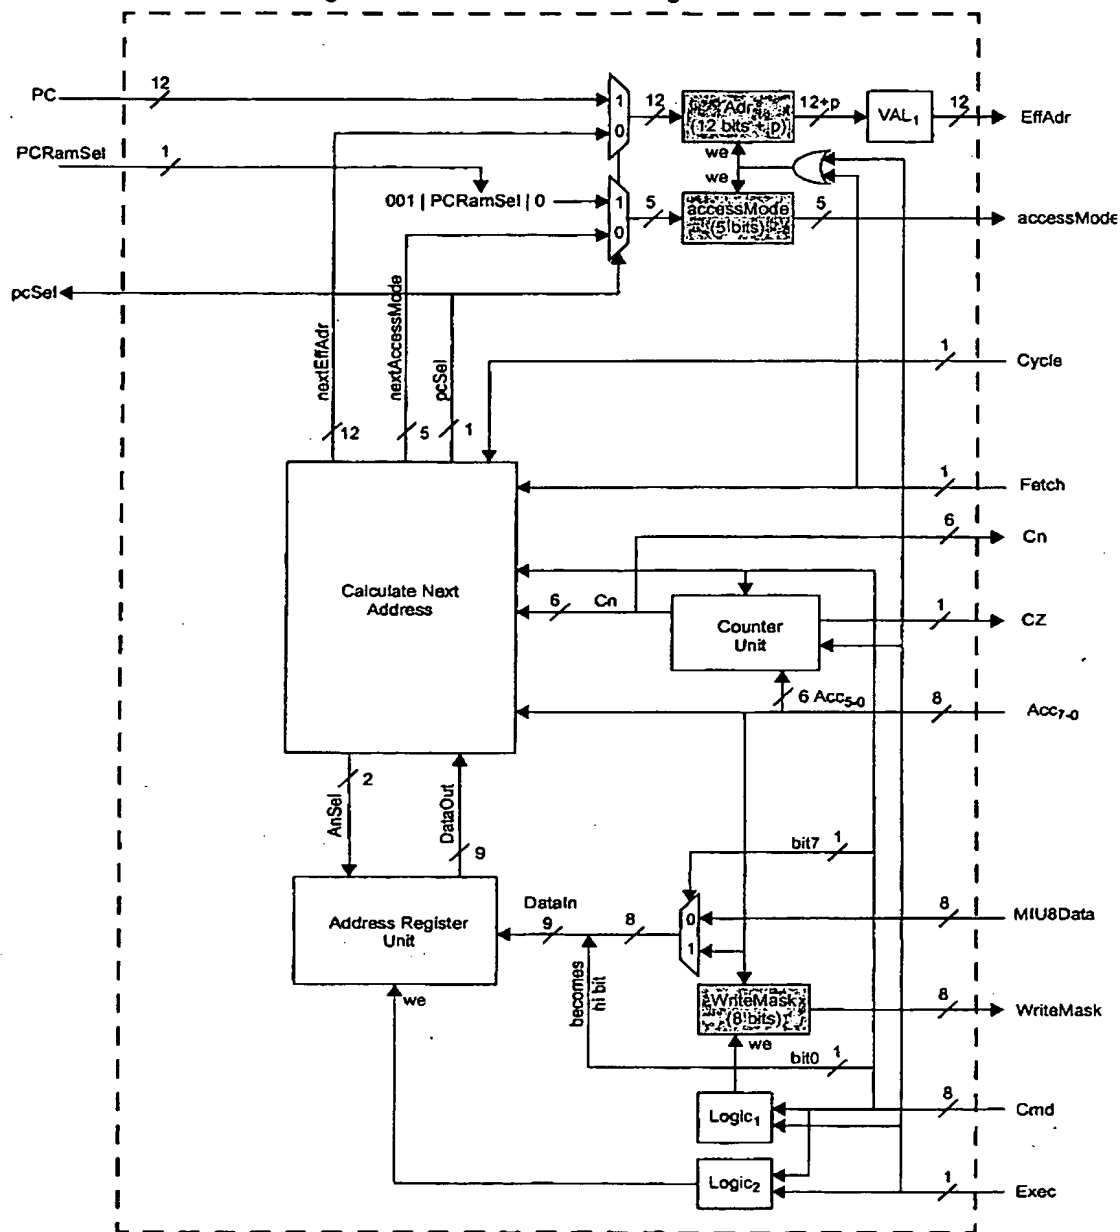 PC
12
1
0
12
Adr
(12 bits + p)
12+p
VAL1
12
EffAdr
PCRamSel
1
we
we
001 | PCRamSel | 0
1
0
5
accessMode
(5 bits)
5
accessMode
pcSel
nextEffAdr
nextAccessMode
pcSel
1
Cycle
12
5
1
1
Fetch
6
Cn
Calculate Next
Address
6
Cn
Counter
Unit
1
CZ
6 Acc5-0
8
Acc7-0
2
AnSel
DataOut
9
bit7
1
Address Register
Unit
DataIn
9
8
0
1
8
MIU8Data
becomes
hi bit
WriteMask
(8 bits)
8
WriteMask
we
we
bit0
1
Logic1
8
Cmd
Logic2
1
Exec